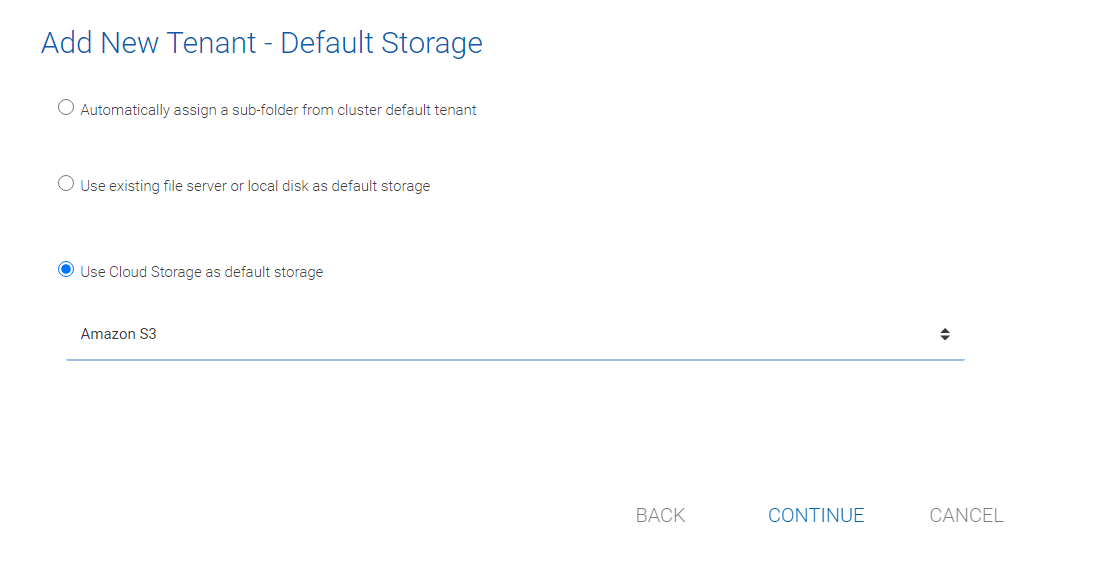 Add New Tenant - Default Storage
Automatically assign a sub-folder from cluster default tenant
Use existing file server or local disk as default storage
Use Cloud Storage as default storage
Amazon S3
BACK CONTINUE CANCEL